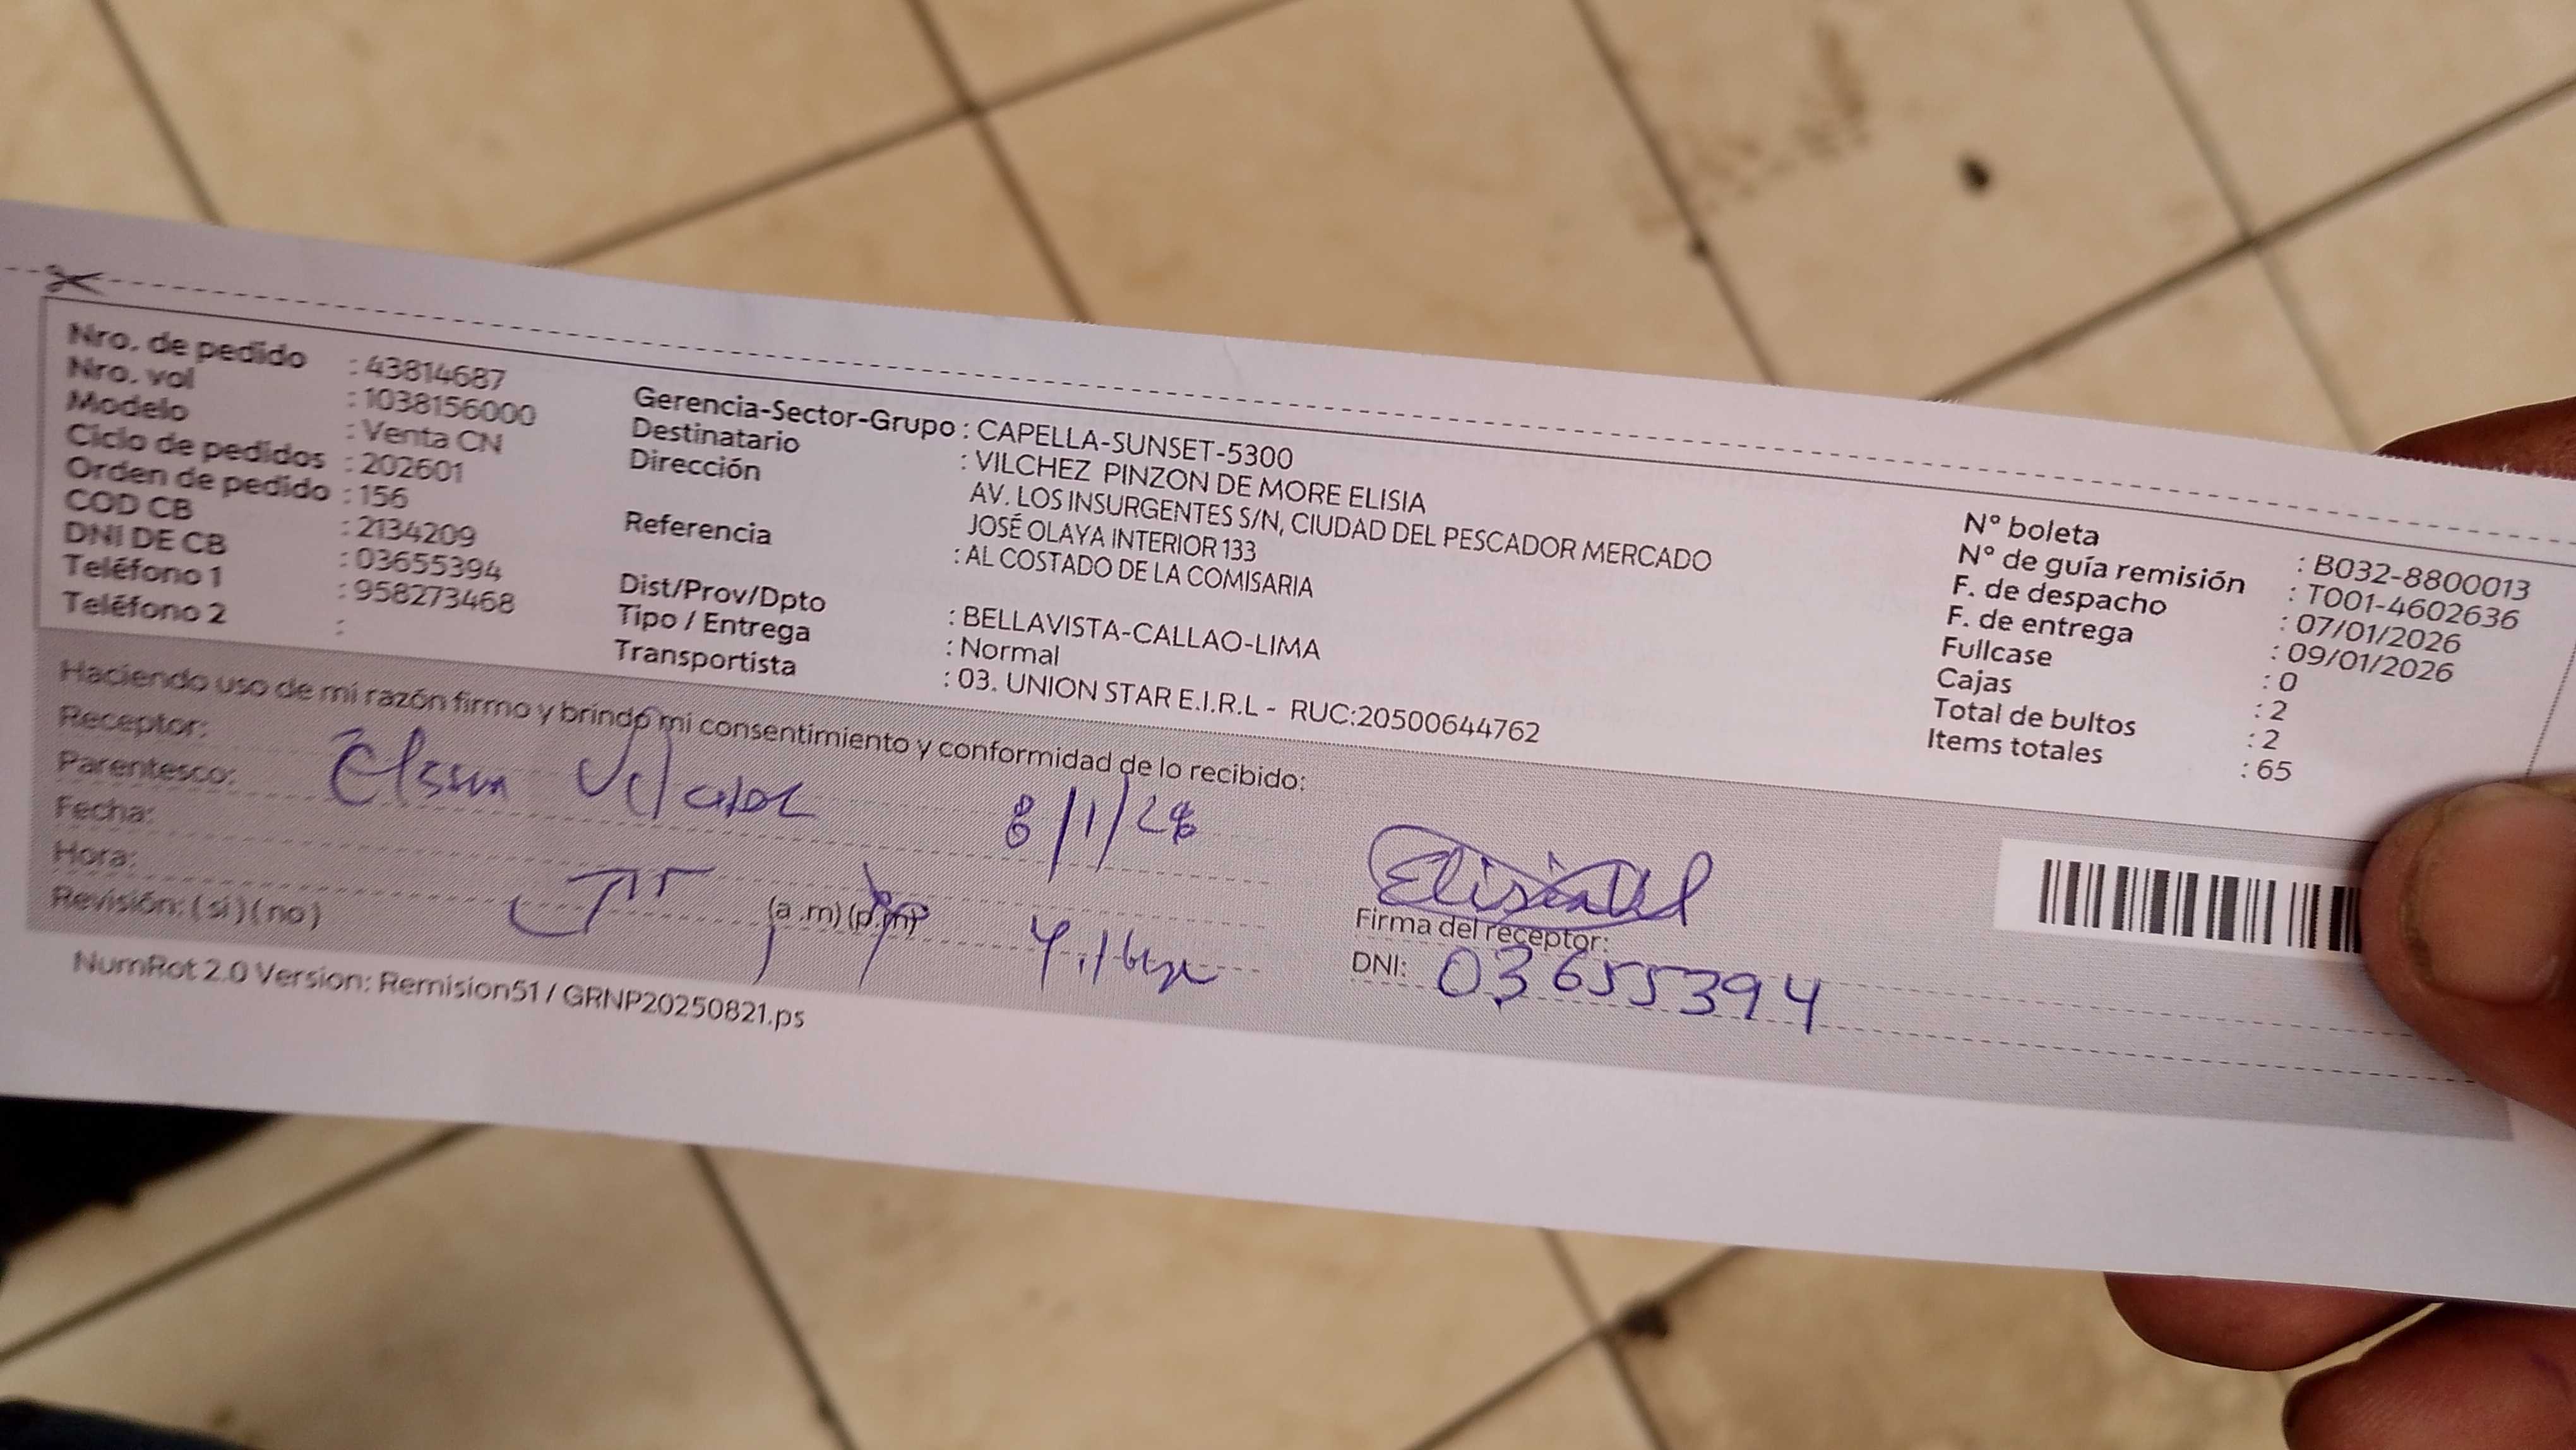 Nro. de pedido : 43814687
Nro. vol : 1038156000
Modelo : Venta CN
Ciclo de pedidos : 202601
Orden de pedido : 156
COD CB : 2134209
DNI DE CB : 03655394
Teléfono 1 : 958273468
Teléfono 2 :
Gerencia-Sector-Grupo : CAPELLA-SUNSET-5300
Destinatario : VILCHEZ PINZON DE MORE ELISIA
Dirección AV. LOS INSURGENTES S/N, CIUDAD DEL PESCADOR MERCADO
JOSÉ OLAYA INTERIOR 133
Referencia : AL COSTADO DE LA COMISARIA
Dist/Prov/Dpto : BELLAVISTA-CALLAO-LIMA
Tipo / Entrega : Normal
Transportista : 03. UNION STAR E.I.R.L - RUC:20500644762
N° boleta : B032-8800013
N° de guía remisión : T001-4602636
F. de despacho : 07/01/2026
F. de entrega : 09/01/2026
Fullcase : 0
Cajas : 2
Total de bultos : 2
Items totales : 65
Haciendo uso de mi razón firmo y brindo mi consentimiento y conformidad de lo recibido:
Receptor:
Parentesco:
Fecha: 8/1/26
Hora: (a.m) (p.m)
Revisión: ( si ) ( no )
Firma del receptor:
DNI: 03655394
NumRot 2.0 Version: Remision51 / GRNP20250821.ps